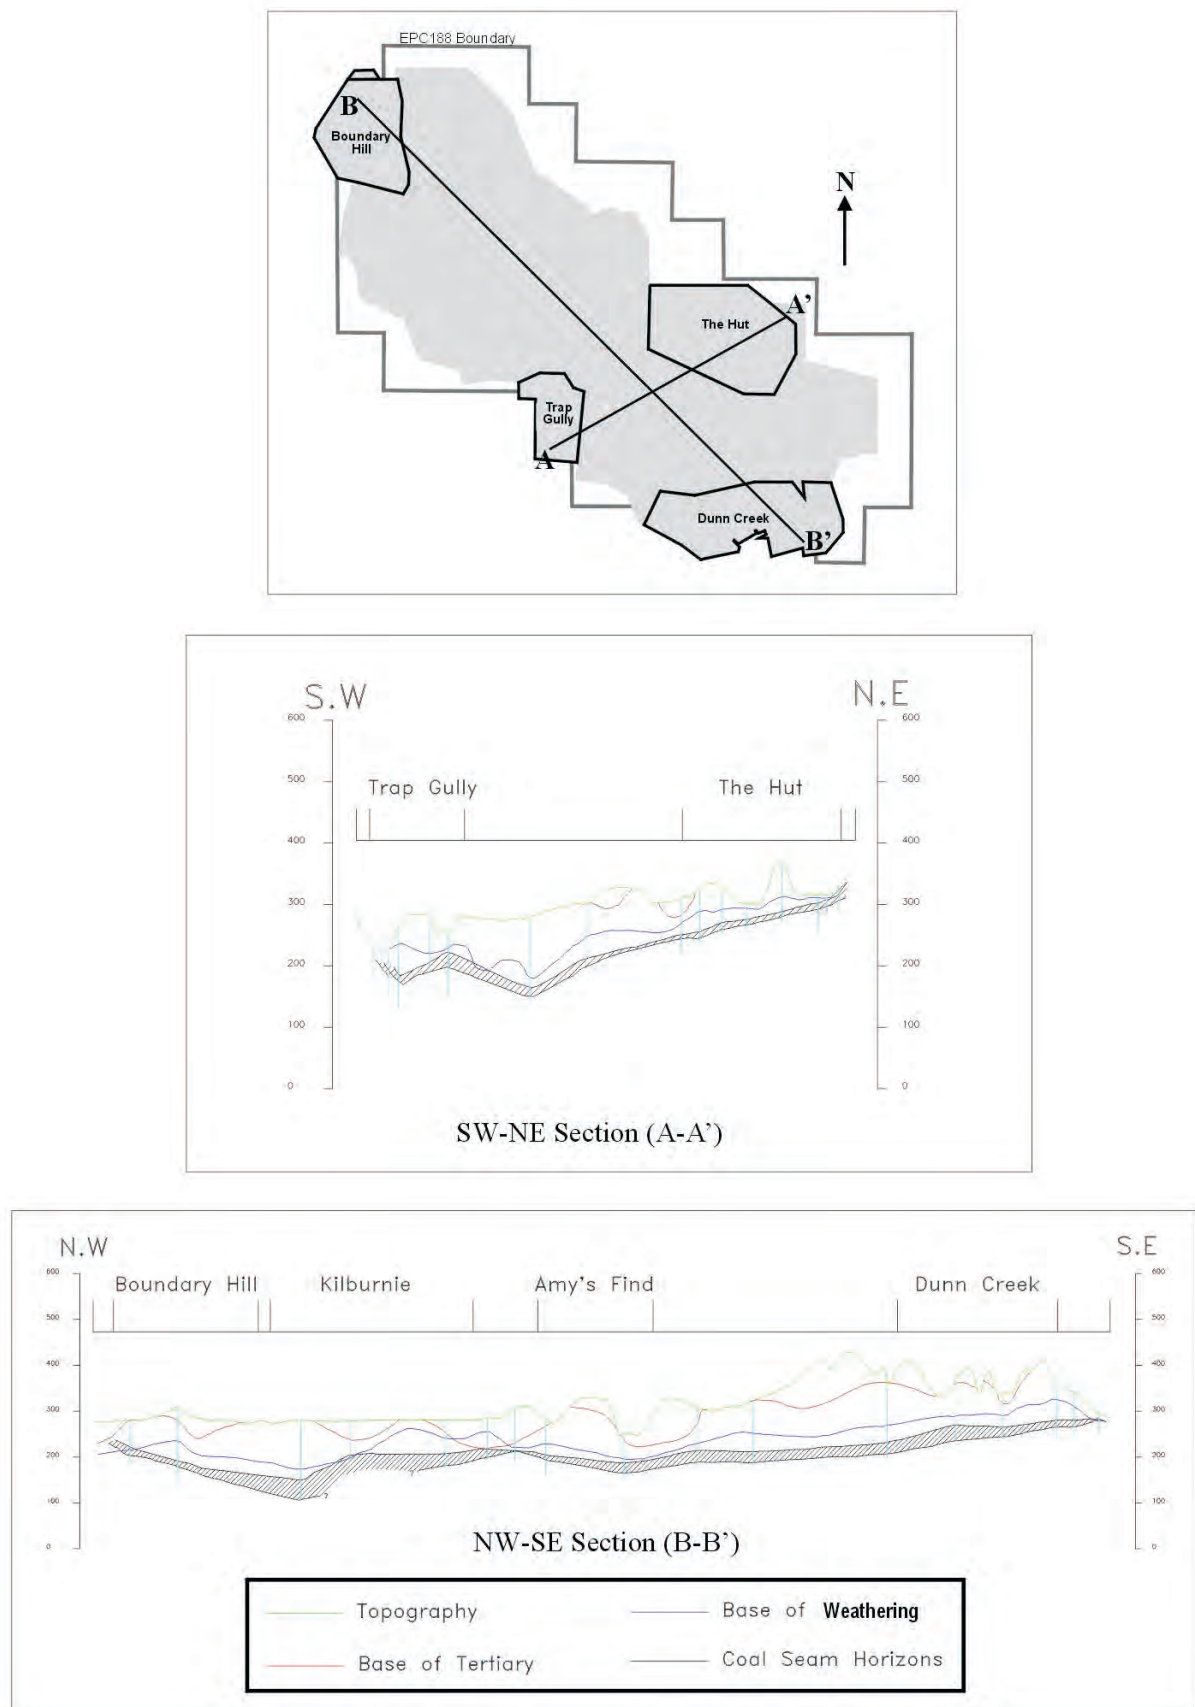 EPC188 Boundary
B
Boundary
Hill
N
A'
The Hut
Trap
Gully
A
Dunn Creek
B'
S.W
N.E
600
600
500
500
Trap Gully
The Hut
400
400
300
300
200
200
100
100
0
0
SW-NE Section (A-A')
N.W
S.E
600
600
Boundary Hill
Kilburnie
Amy's Find
Dunn Creek
500
500
400
400
300
300
200
200
?
100
100
?
0
0
NW-SE Section (B-B')
Topography
Base of Weathering
Base of Tertiary
Coal Seam Horizons